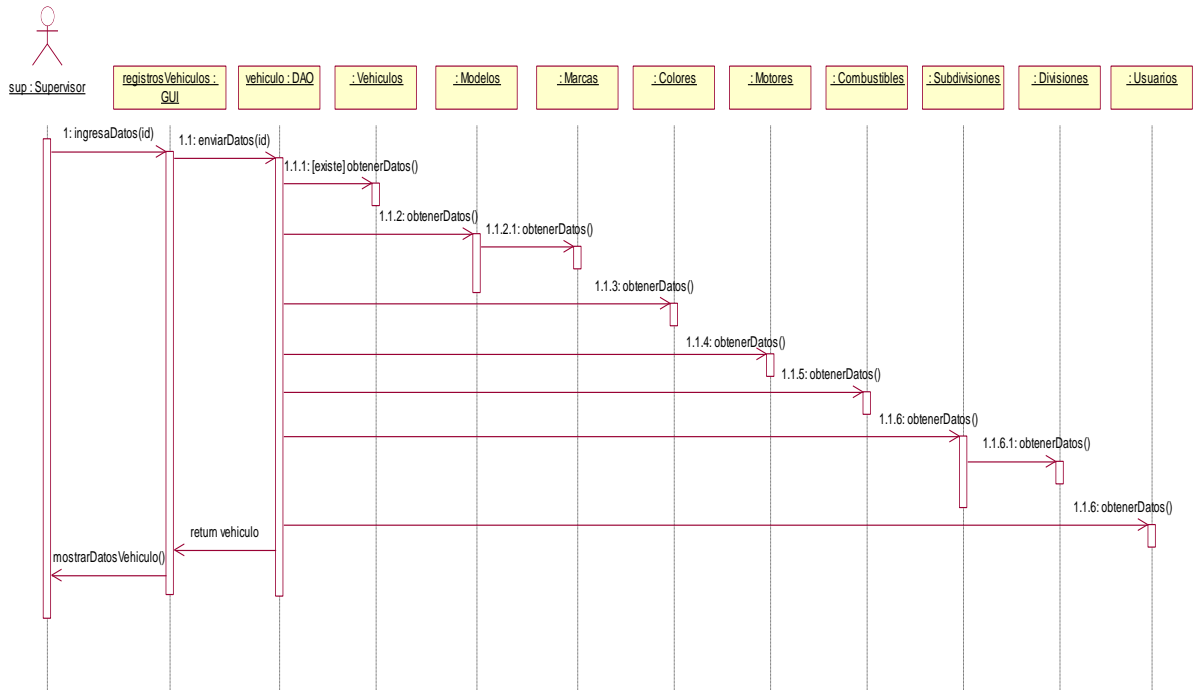 sup : Supervisor
registrosVehiculos :
GUI
vehiculo : DAO
: Vehiculos
: Modelos
: Marcas
: Colores
: Motores
: Combustibles
: Subdivisiones
: Divisiones
: Usuarios
1: ingresaDatos(id)
1.1: enviarDatos(id)
1.1.1: [existe] obtenerDatos()
1.1.2: obtenerDatos()
1.1.2.1: obtenerDatos()
1.1.3: obtenerDatos()
1.1.4: obtenerDatos()
1.1.5: obtenerDatos()
1.1.6: obtenerDatos()
1.1.6.1: obtenerDatos()
1.1.6: obtenerDatos()
return vehiculo
mostrarDatosVehiculo()